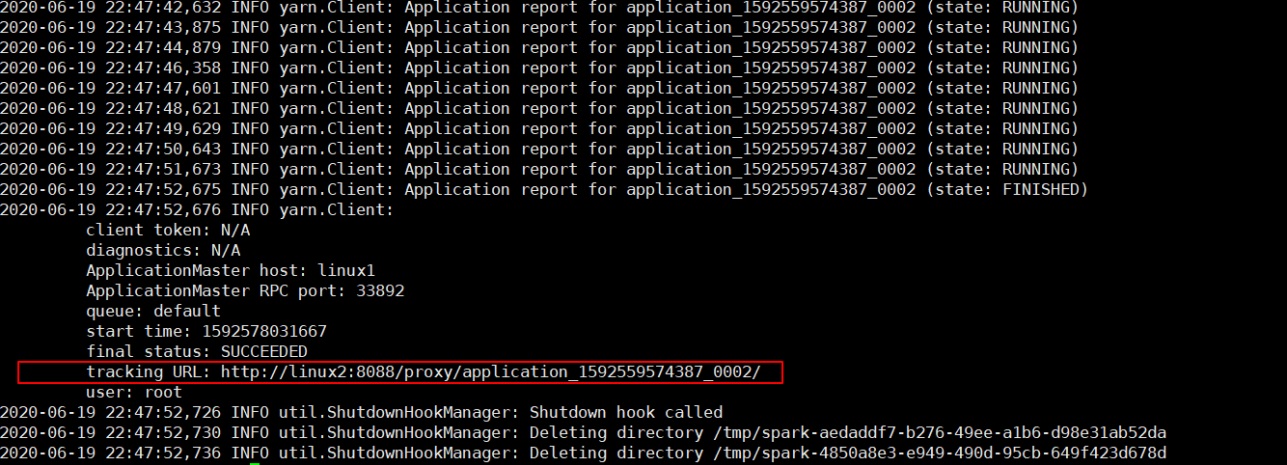 2020-06-19 22:47:42,632 INFO yarn.Client: Application report for application_1592559574387_0002 (state: RUNNING)
2020-06-19 22:47:43,875 INFO yarn.Client: Application report for application_1592559574387_0002 (state: RUNNING)
2020-06-19 22:47:44,879 INFO yarn.Client: Application report for application_1592559574387_0002 (state: RUNNING)
2020-06-19 22:47:46,358 INFO yarn.Client: Application report for application_1592559574387_0002 (state: RUNNING)
2020-06-19 22:47:47,601 INFO yarn.Client: Application report for application_1592559574387_0002 (state: RUNNING)
2020-06-19 22:47:48,621 INFO yarn.Client: Application report for application_1592559574387_0002 (state: RUNNING)
2020-06-19 22:47:49,629 INFO yarn.Client: Application report for application_1592559574387_0002 (state: RUNNING)
2020-06-19 22:47:50,643 INFO yarn.Client: Application report for application_1592559574387_0002 (state: RUNNING)
2020-06-19 22:47:51,673 INFO yarn.Client: Application report for application_1592559574387_0002 (state: RUNNING)
2020-06-19 22:47:52,675 INFO yarn.Client: Application report for application_1592559574387_0002 (state: FINISHED)
2020-06-19 22:47:52,676 INFO yarn.Client:
client token: N/A
diagnostics: N/A
ApplicationMaster host: linux1
ApplicationMaster RPC port: 33892
queue: default
start time: 1592578031667
final status: SUCCEEDED
tracking URL: http://linux2:8088/proxy/application_1592559574387_0002/
user: root
2020-06-19 22:47:52,726 INFO util.ShutdownHookManager: Shutdown hook called
2020-06-19 22:47:52,730 INFO util.ShutdownHookManager: Deleting directory /tmp/spark-aedaddf7-b276-49ee-a1b6-d98e31ab52da
2020-06-19 22:47:52,736 INFO util.ShutdownHookManager: Deleting directory /tmp/spark-4850a8e3-e949-490d-95cb-649f423d678d